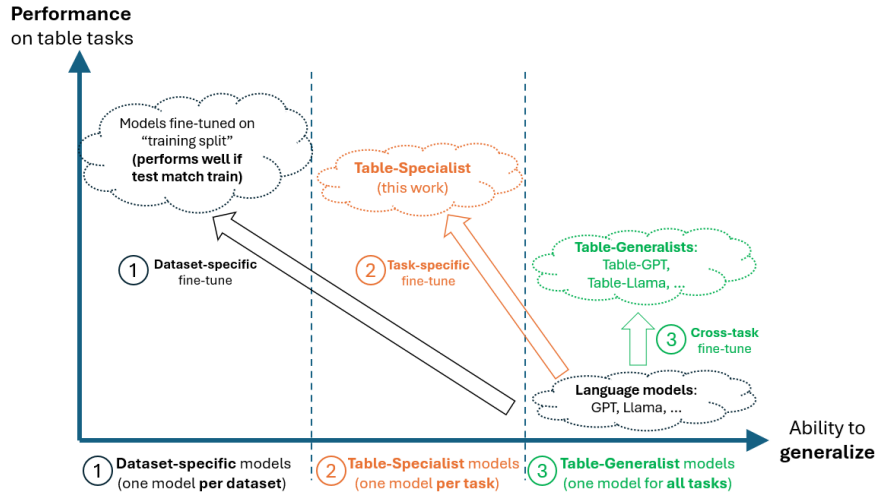 Performance
on table tasks
Models fine-tuned on
“training split”
(performs well if
test match train)
Table-Specialist
(this work)
Table-Generalists:
Table-GPT,
Table-Llama, ...
1 Dataset-specific
fine-tune
2 Task-specific
fine-tune
3 Cross-task
fine-tune
Language models:
GPT, Llama, ...
Ability to
generalize
1 Dataset-specific models
(one model per dataset)
2 Table-Specialist models
(one model per task)
3 Table-Generalist models
(one model for all tasks)